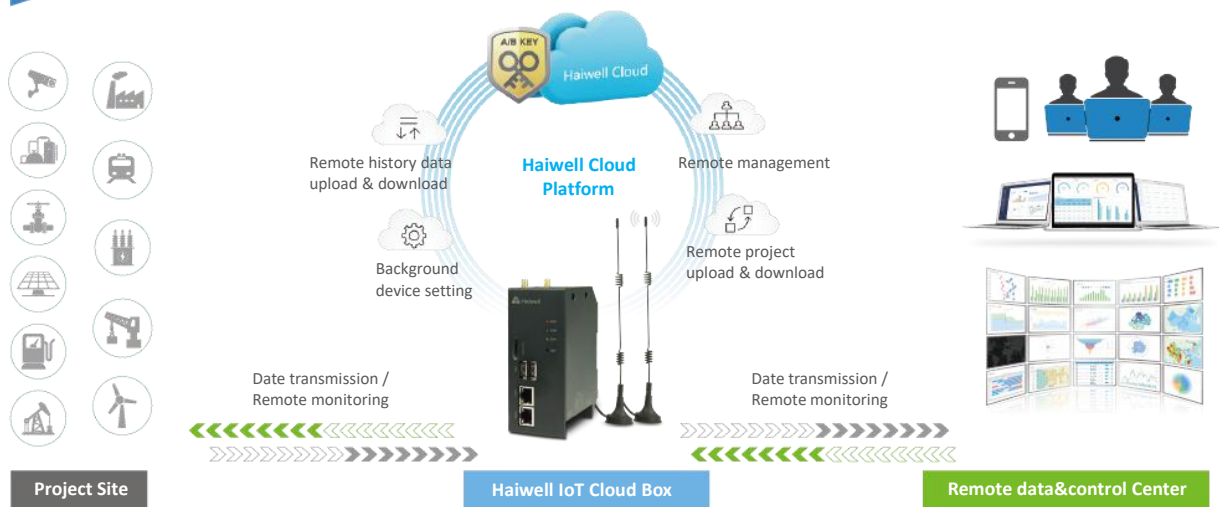 A/B KEY
Haiwell Cloud
Remote history data
upload & download
Haiwell Cloud
Platform
Remote management
Background
device setting
Remote project
upload & download
Haiwell
Date transmission /
Remote monitoring
Date transmission /
Remote monitoring
Project Site
Haiwell IoT Cloud Box
Remote data&control Center